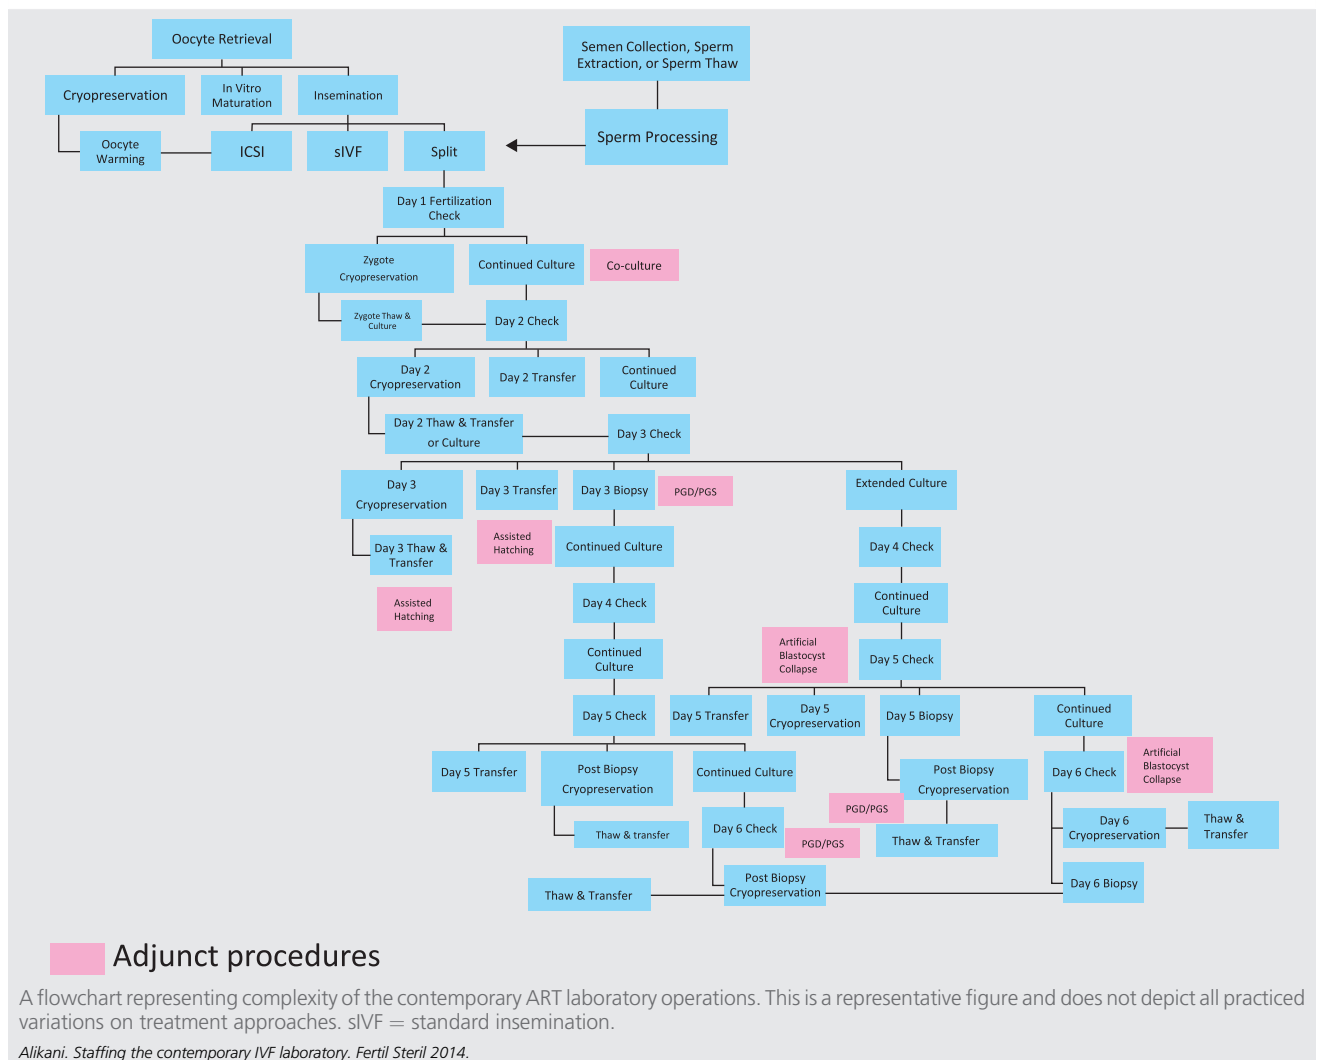 Oocyte Retrieval
Semen Collection, Sperm
Extraction, or Sperm Thaw
Cryopreservation
In Vitro
Maturation
Insemination
Sperm Processing
Oocyte
Warming
ICSI
sIVF
Split
Day 1 Fertilization
Check
Zygote
Cryopreservation
Continued Culture
Co-culture
Zygote Thaw &
Culture
Day 2 Check
Day 2
Cryopreservation
Day 2 Transfer
Continued
Culture
Day 2 Thaw & Transfer
or Culture
Day 3 Check
Day 3
Cryopreservation
Day 3 Transfer
Day 3 Biopsy
PGD/PGS
Extended Culture
Day 3 Thaw &
Transfer
Assisted
Hatching
Continued Culture
Day 4 Check
Assisted
Hatching
Day 4 Check
Continued
Culture
Continued
Culture
Artificial
Blastocyst
Collapse
Day 5 Check
Day 5 Check
Day 5 Transfer
Day 5
Cryopreservation
Day 5 Biopsy
Continued
Culture
Day 5 Transfer
Post Biopsy
Cryopreservation
Continued Culture
Post Biopsy
Cryopreservation
Day 6 Check
Artificial
Blastocyst
Collapse
PGD/PGS
Thaw & transfer
Day 6 Check
PGD/PGS
Thaw & Transfer
Day 6
Cryopreservation
Thaw &
Transfer
Thaw & Transfer
Post Biopsy
Cryopreservation
Day 6 Biopsy
Adjunct procedures
A flowchart representing complexity of the contemporary ART laboratory operations. This is a representative figure and does not depict all practiced
variations on treatment approaches. sIVF = standard insemination.
Alikani. Staffing the contemporary IVF laboratory. Fertil Steril 2014.